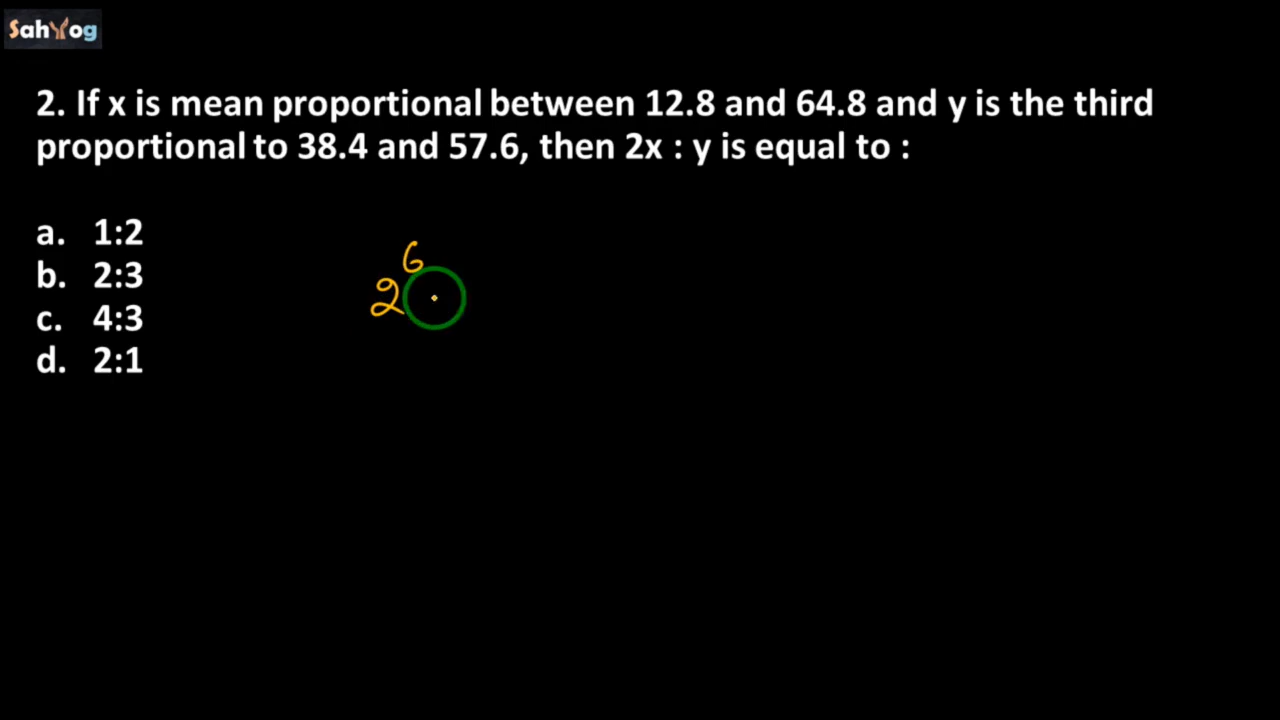 SahYog
2. If x is mean proportional between 12.8 and 64.8 and y is the third
proportional to 38.4 and 57.6, then 2x : y is equal to :
a. 1:2
b. 2:3
c. 4:3
d. 2:1
6
2